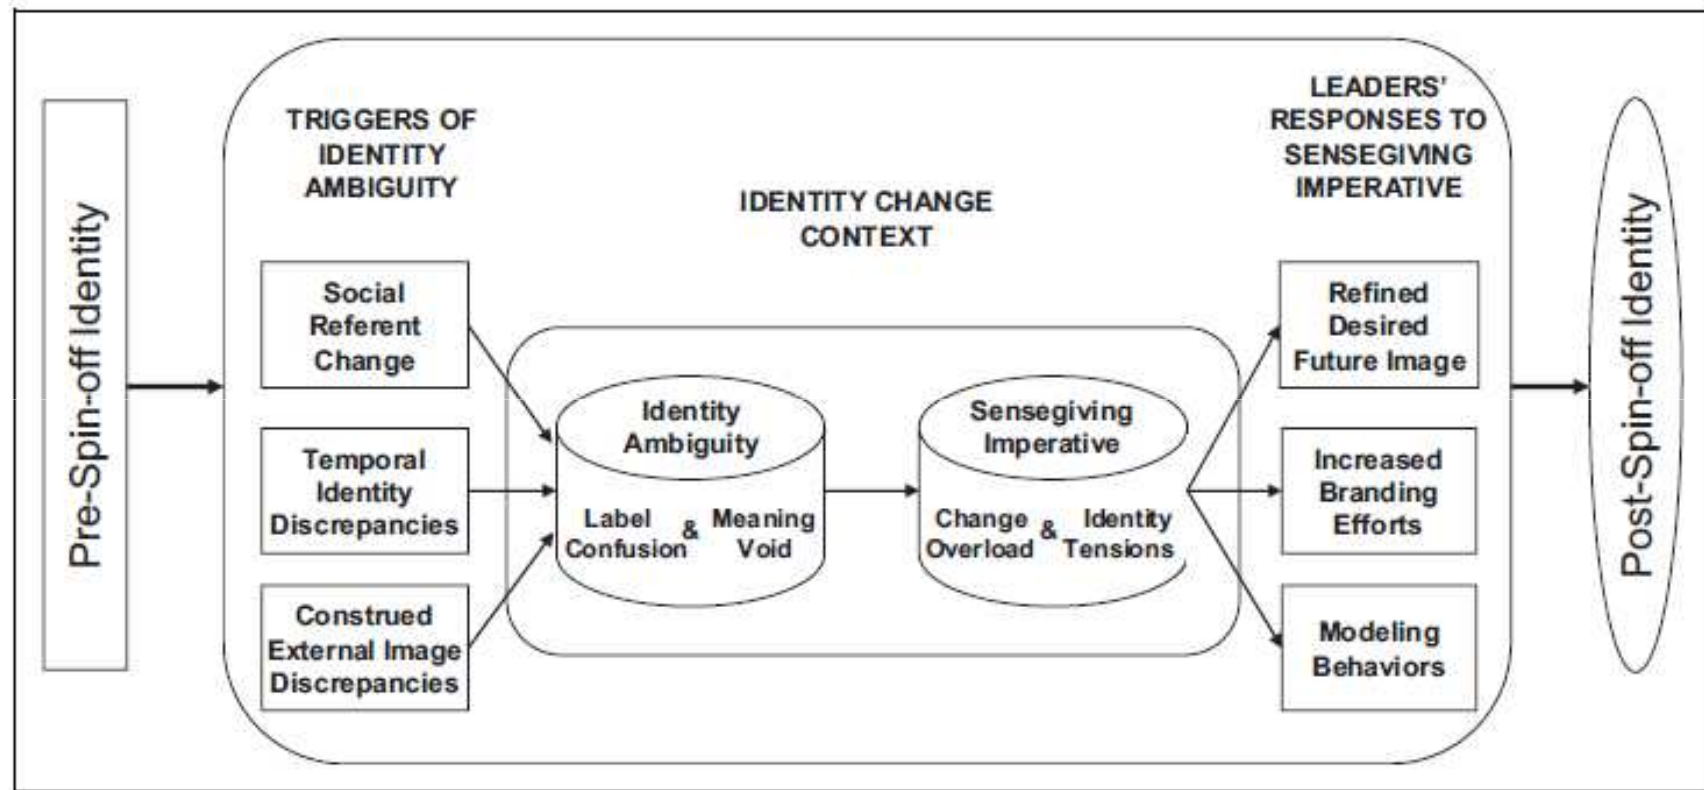 Pre-Spin-off Identity
TRIGGERS OF
IDENTITY
AMBIGUITY
Social
Referent
Change
Temporal
Identity
Discrepancies
Construed
External Image
Discrepancies
IDENTITY CHANGE
CONTEXT
Identity
Ambiguity
Label & Meaning
Confusion Void
Sensegiving
Imperative
Change & Identity
Overload Tensions
LEADERS'
RESPONSES TO
SENSEGIVING
IMPERATIVE
Refined
Desired
Future Image
Increased
Branding
Efforts
Modeling
Behaviors
Post-Spin-off Identity